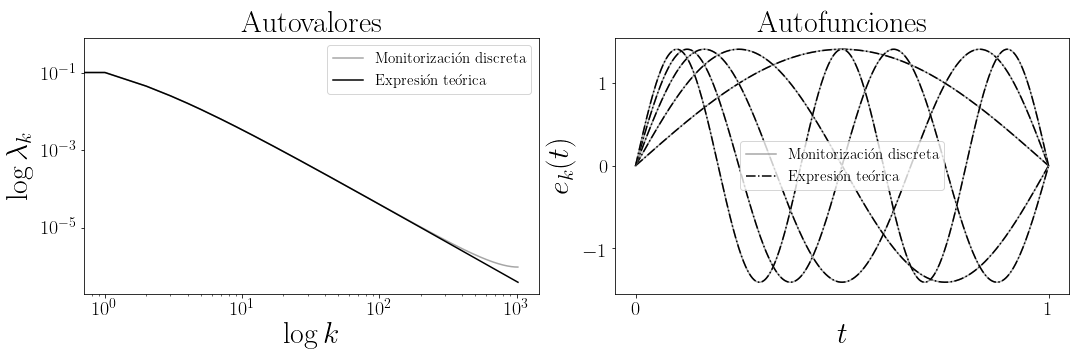 Autovalores
Monitorización discreta
Expresión teórica
log λ_k
10^{-1}
10^{-3}
10^{-5}
10^0
10^1
10^2
10^3
log k
Autofunciones
Monitorización discreta
Expresión teórica
e_k(t)
1
0
−1
0
1
t